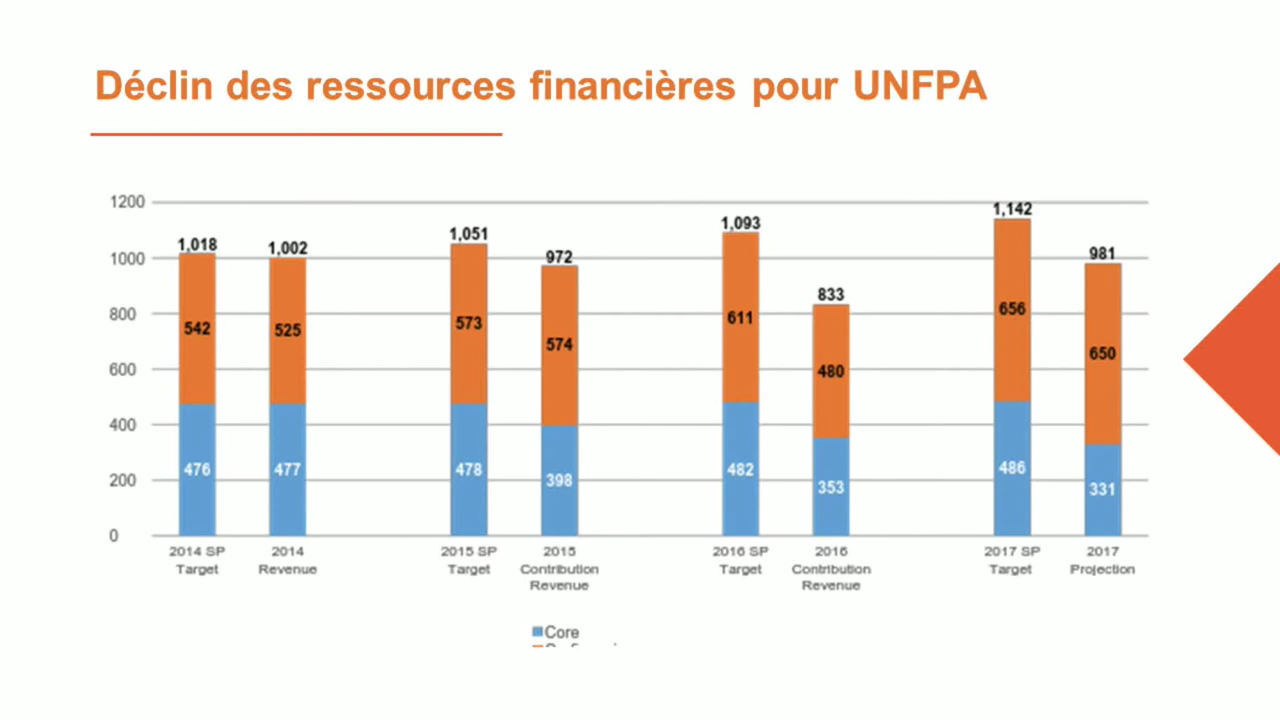 Déclin des ressources financières pour UNFPA
1200
1000
800
600
400
200
0
1,018
542
476
1,002
525
477
1,051
573
478
972
574
398
1,093
611
482
833
480
353
1,142
656
486
981
650
331
2014 SP
Target
2014
Revenue
2015 SP
Target
2015
Contribution
Revenue
2016 SP
Target
2016
Contribution
Revenue
2017 SP
Target
2017
Projection
Core